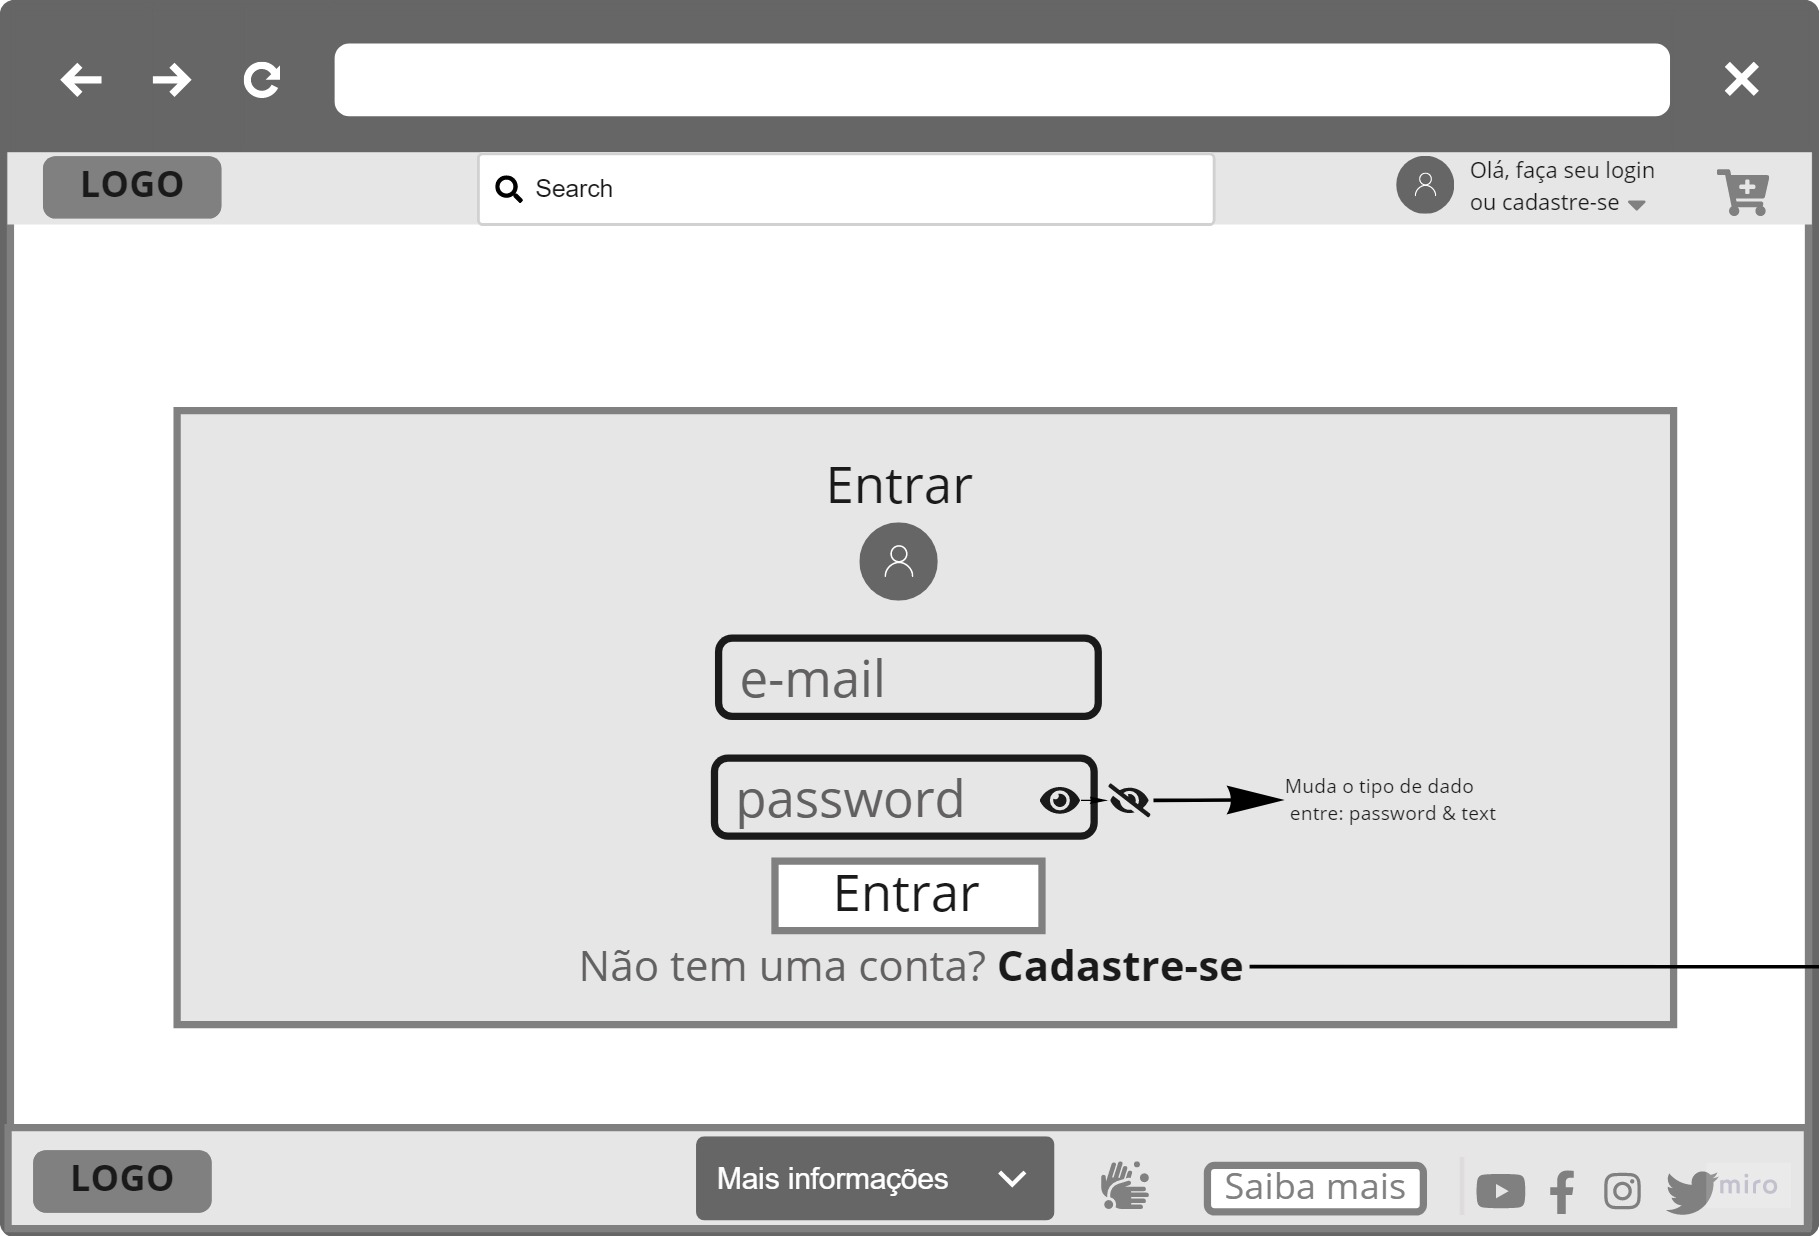 LOGO
Search
Olá, faça seu login
ou cadastre-se
Entrar
e-mail
password
Muda o tipo de dado
entre: password & text
Entrar
Não tem uma conta? Cadastre-se
LOGO
Mais informações
Saiba mais
miro